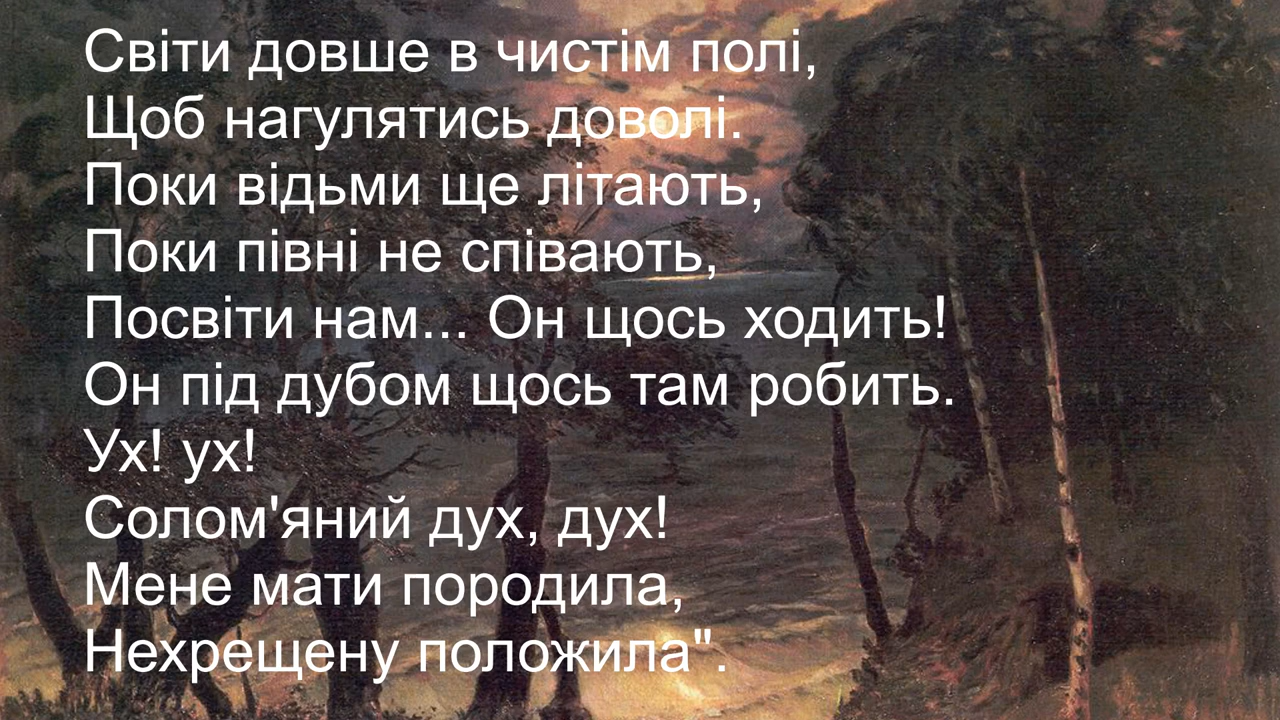 Світи довше в чистім полі,
Щоб нагулятись доволі.
Поки відьми ще літають,
Поки півні не співають,
Посвіти нам... Он щось ходить!
Он під дубом щось там робить.
Ух! ух!
Солом'яний дух, дух!
Мене мати породила,
Нехрещену положила".